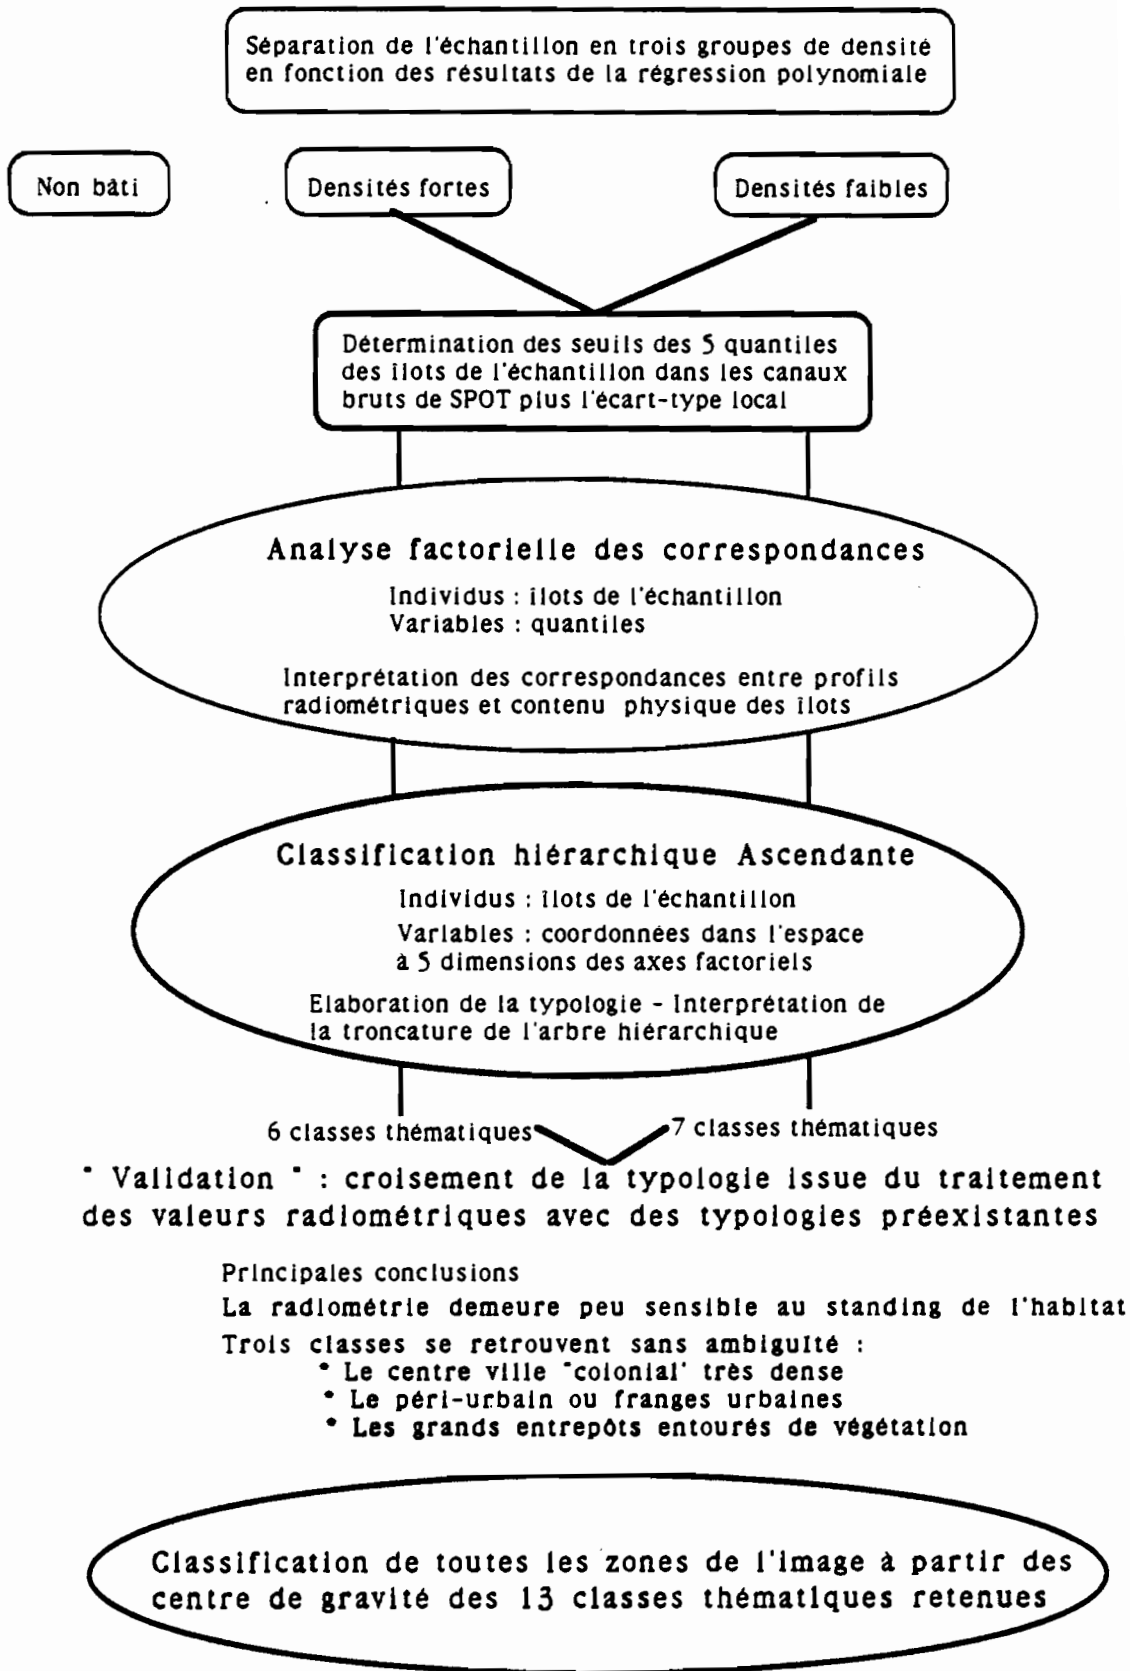 Séparation de l'échantillon en trois groupes de densité
en fonction des résultats de la régression polynomiale
Non bâti
Densités fortes
Densités faibles
Détermination des seuils des 5 quantiles
des îlots de l'échantillon dans les canaux
bruts de SPOT plus l'écart-type local
Analyse factorielle des correspondances
Individus : îlots de l'échantillon
Variables : quantiles
Interprétation des correspondances entre profils
radiométriques et contenu physique des îlots
Classification hiérarchique Ascendante
Individus : îlots de l'échantillon
Variables : coordonnées dans l'espace
à 5 dimensions des axes factoriels
Elaboration de la typologie - Interprétation de
la troncature de l'arbre hiérarchique
6 classes thématiques
7 classes thématiques
" Validation " : croisement de la typologie issue du traitement
des valeurs radiométriques avec des typologies préexistantes
Principales conclusions
La radiométrie demeure peu sensible au standing de l'habitat
Trois classes se retrouvent sans ambiguïté :
* Le centre ville "colonial" très dense
* Le péri-urbain ou franges urbaines
* Les grands entrepôts entourés de végétation
Classification de toutes les zones de l'image à partir des
centre de gravité des 13 classes thématiques retenues